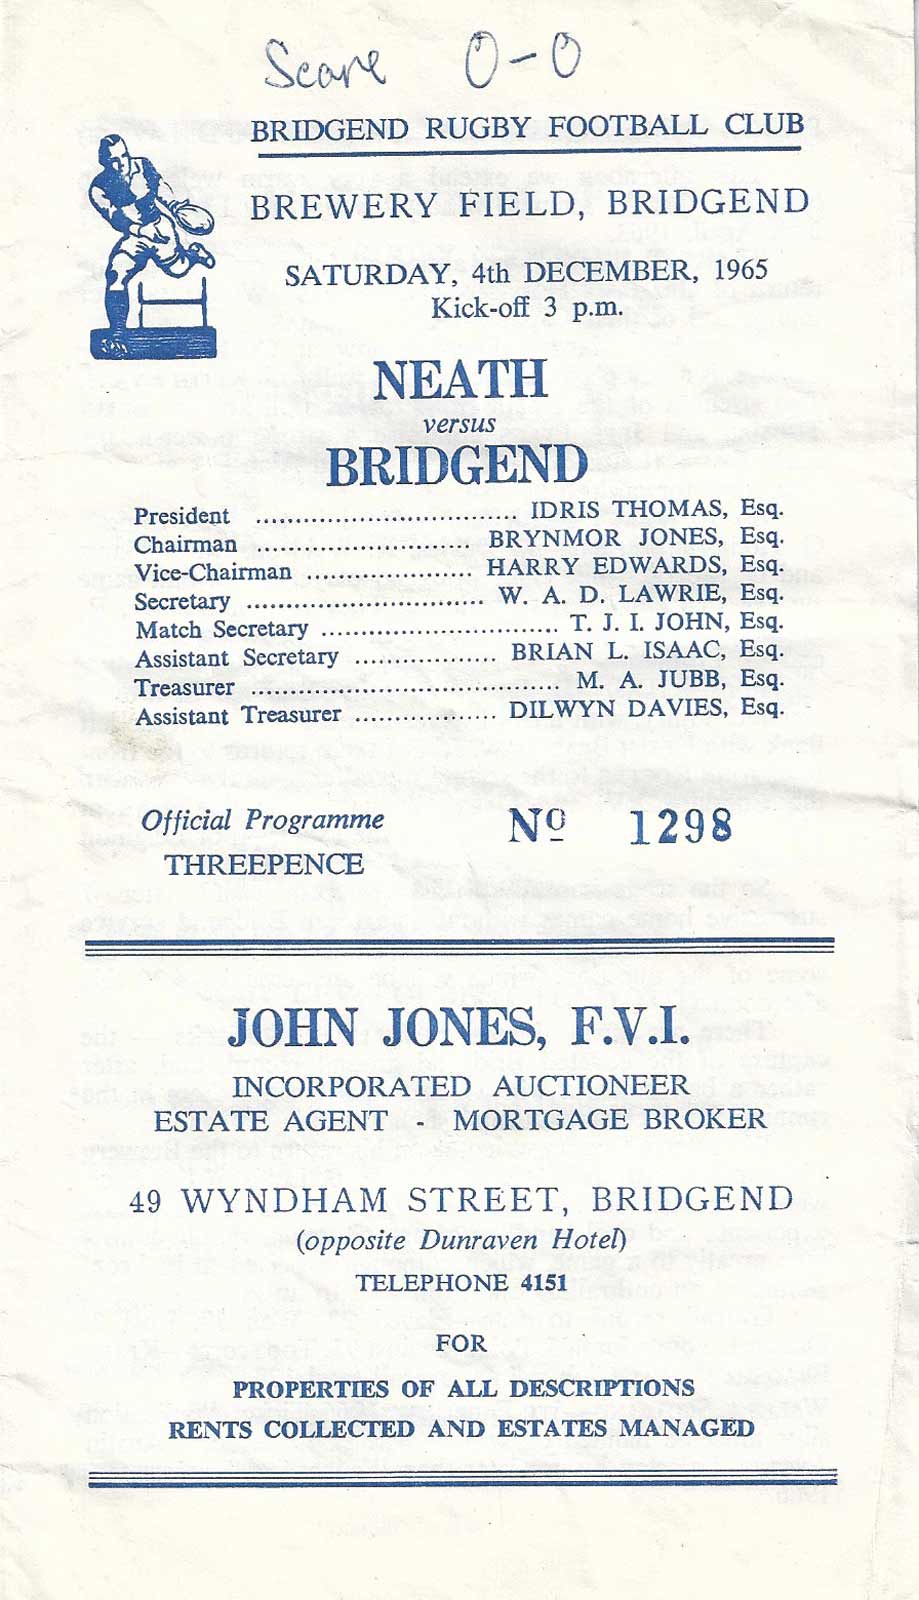 Score 0-0
BRIDGEND RUGBY FOOTBALL CLUB
BREWERY FIELD, BRIDGEND
SATURDAY, 4th DECEMBER, 1965
Kick-off 3 p.m.
NEATH
versus
BRIDGEND
President ................................ IDRIS THOMAS, Esq.
Chairman .......................... BRYNMOR JONES, Esq.
Vice-Chairman ...................... HARRY EDWARDS, Esq.
Secretary ............................. W. A. D. LAWRIE, Esq.
Match Secretary ............................. T. J. I. JOHN, Esq.
Assistant Secretary ................. BRIAN L. ISAAC, Esq.
Treasurer ...................................... M. A. JUBB, Esq.
Assistant Treasurer ................. DILWYN DAVIES, Esq.
Official Programme
THREEPENCE
Nº 1298
JOHN JONES, F.V.I.
INCORPORATED AUCTIONEER
ESTATE AGENT - MORTGAGE BROKER
49 WYNDHAM STREET, BRIDGEND
(opposite Dunraven Hotel)
TELEPHONE 4151
FOR
PROPERTIES OF ALL DESCRIPTIONS
RENTS COLLECTED AND ESTATES MANAGED